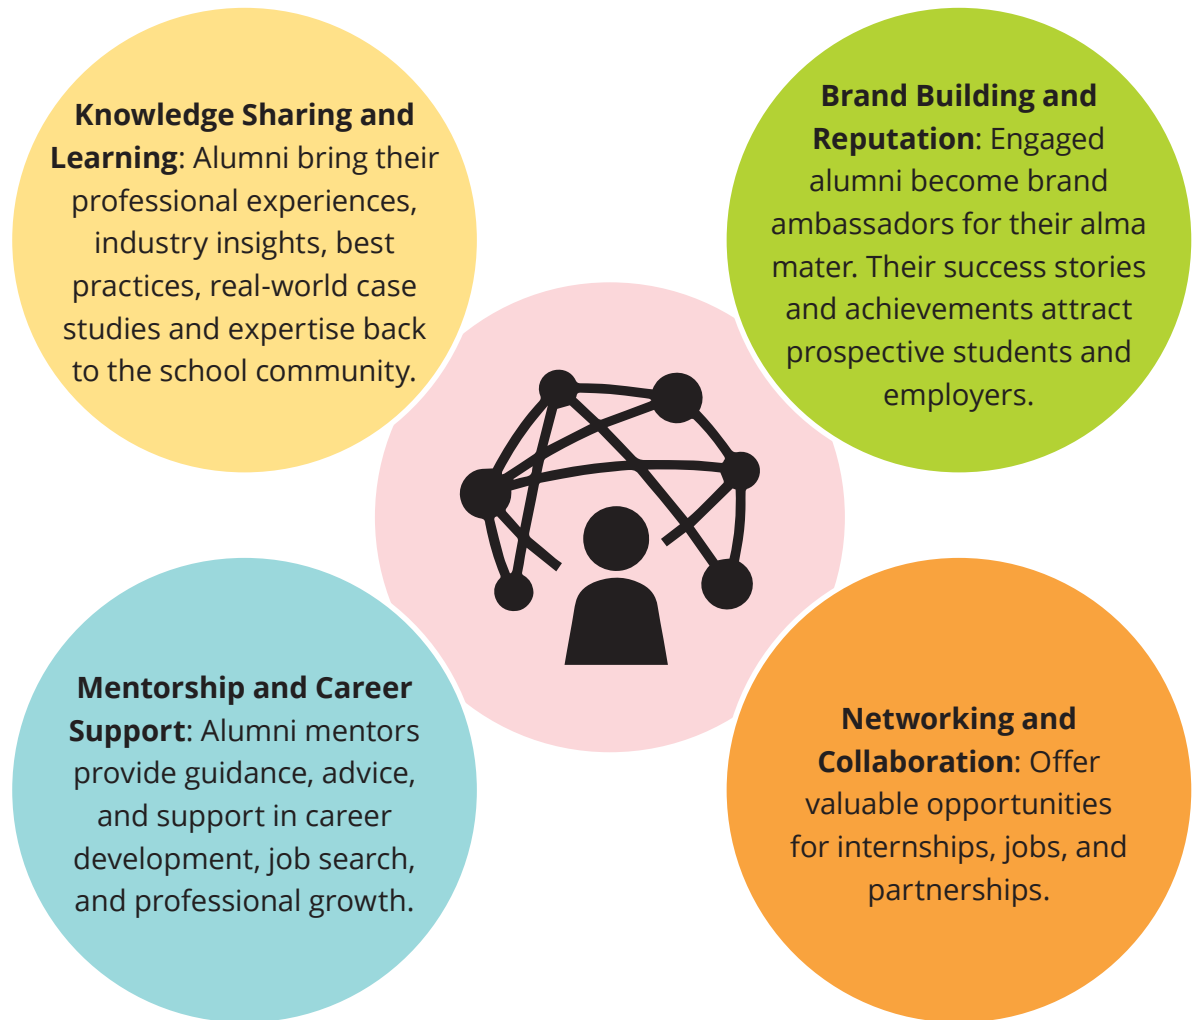 Knowledge Sharing and
Learning: Alumni bring their
professional experiences,
industry insights, best
practices, real-world case
studies and expertise back
to the school community.
Brand Building and
Reputation: Engaged
alumni become brand
ambassadors for their alma
mater. Their success stories
and achievements attract
prospective students and
employers.
Mentorship and Career
Support: Alumni mentors
provide guidance, advice,
and support in career
development, job search,
and professional growth.
Networking and
Collaboration: Offer
valuable opportunities
for internships, jobs, and
partnerships.